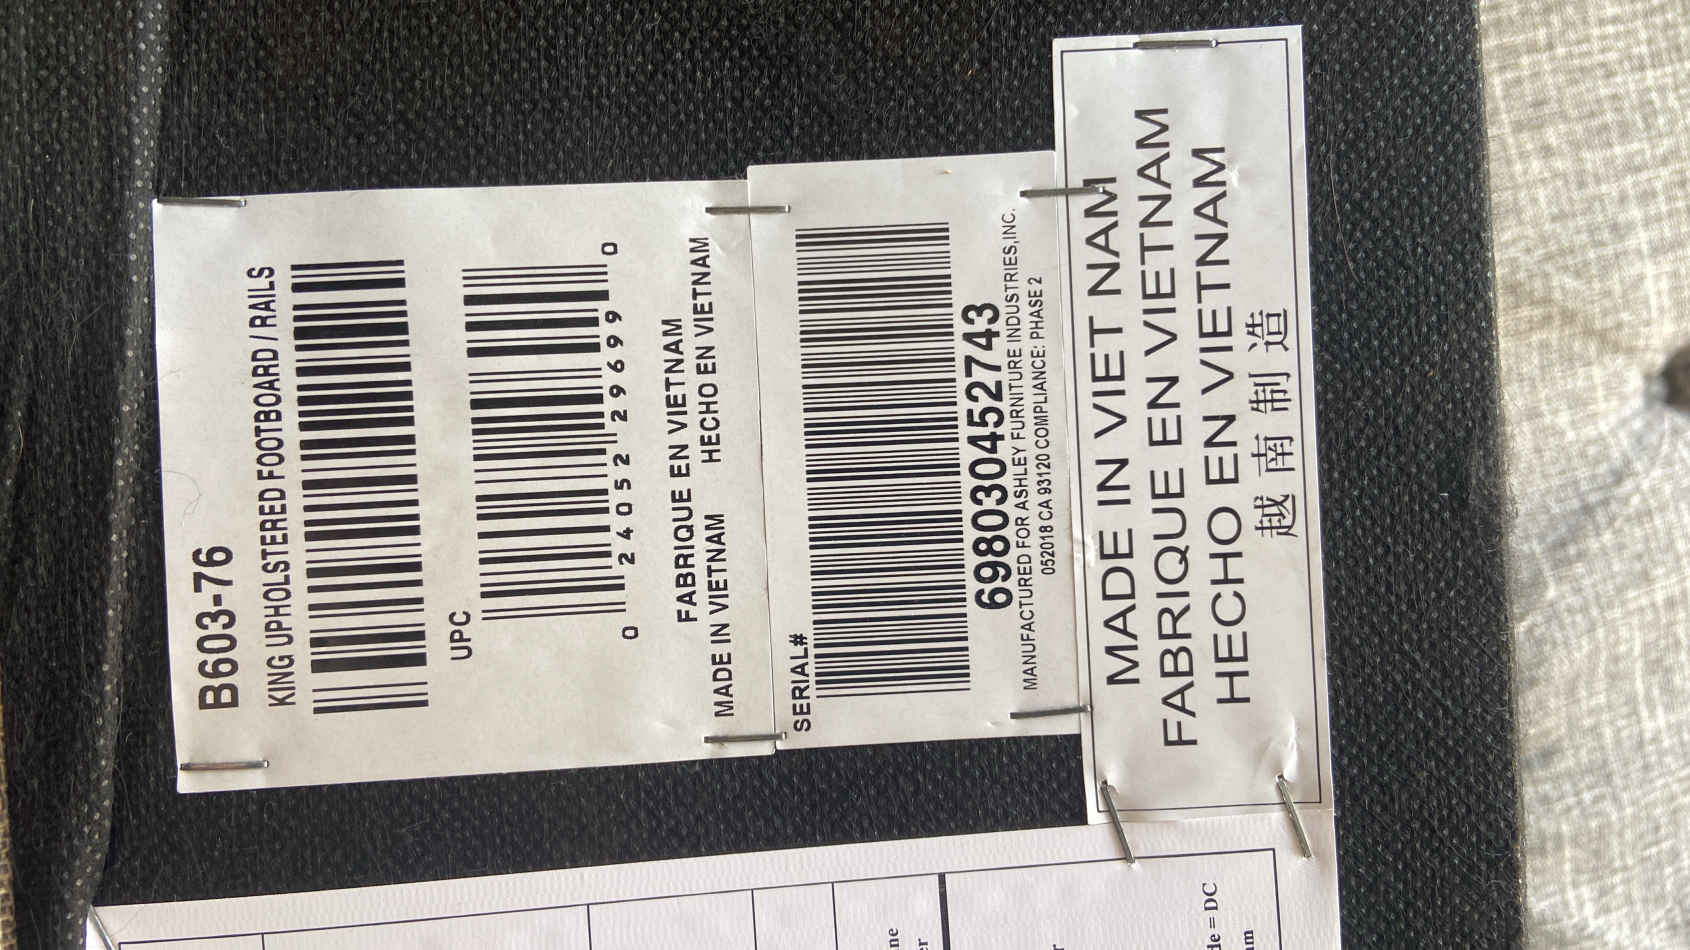 B603-76
KING UPHOLSTERED FOOTBOARD / RAILS
UPC
0 24052 29699 0
FABRIQUE EN VIETNAM
MADE IN VIETNAM HECHO EN VIETNAM
SERIAL#
698030452743
MANUFACTURED FOR ASHLEY FURNITURE INDUSTRIES,INC.
052018 CA 93120 COMPLIANCE: PHASE 2
MADE IN VIET NAM
FABRIQUE EN VIETNAM
HECHO EN VIETNAM
越南制造
= DC